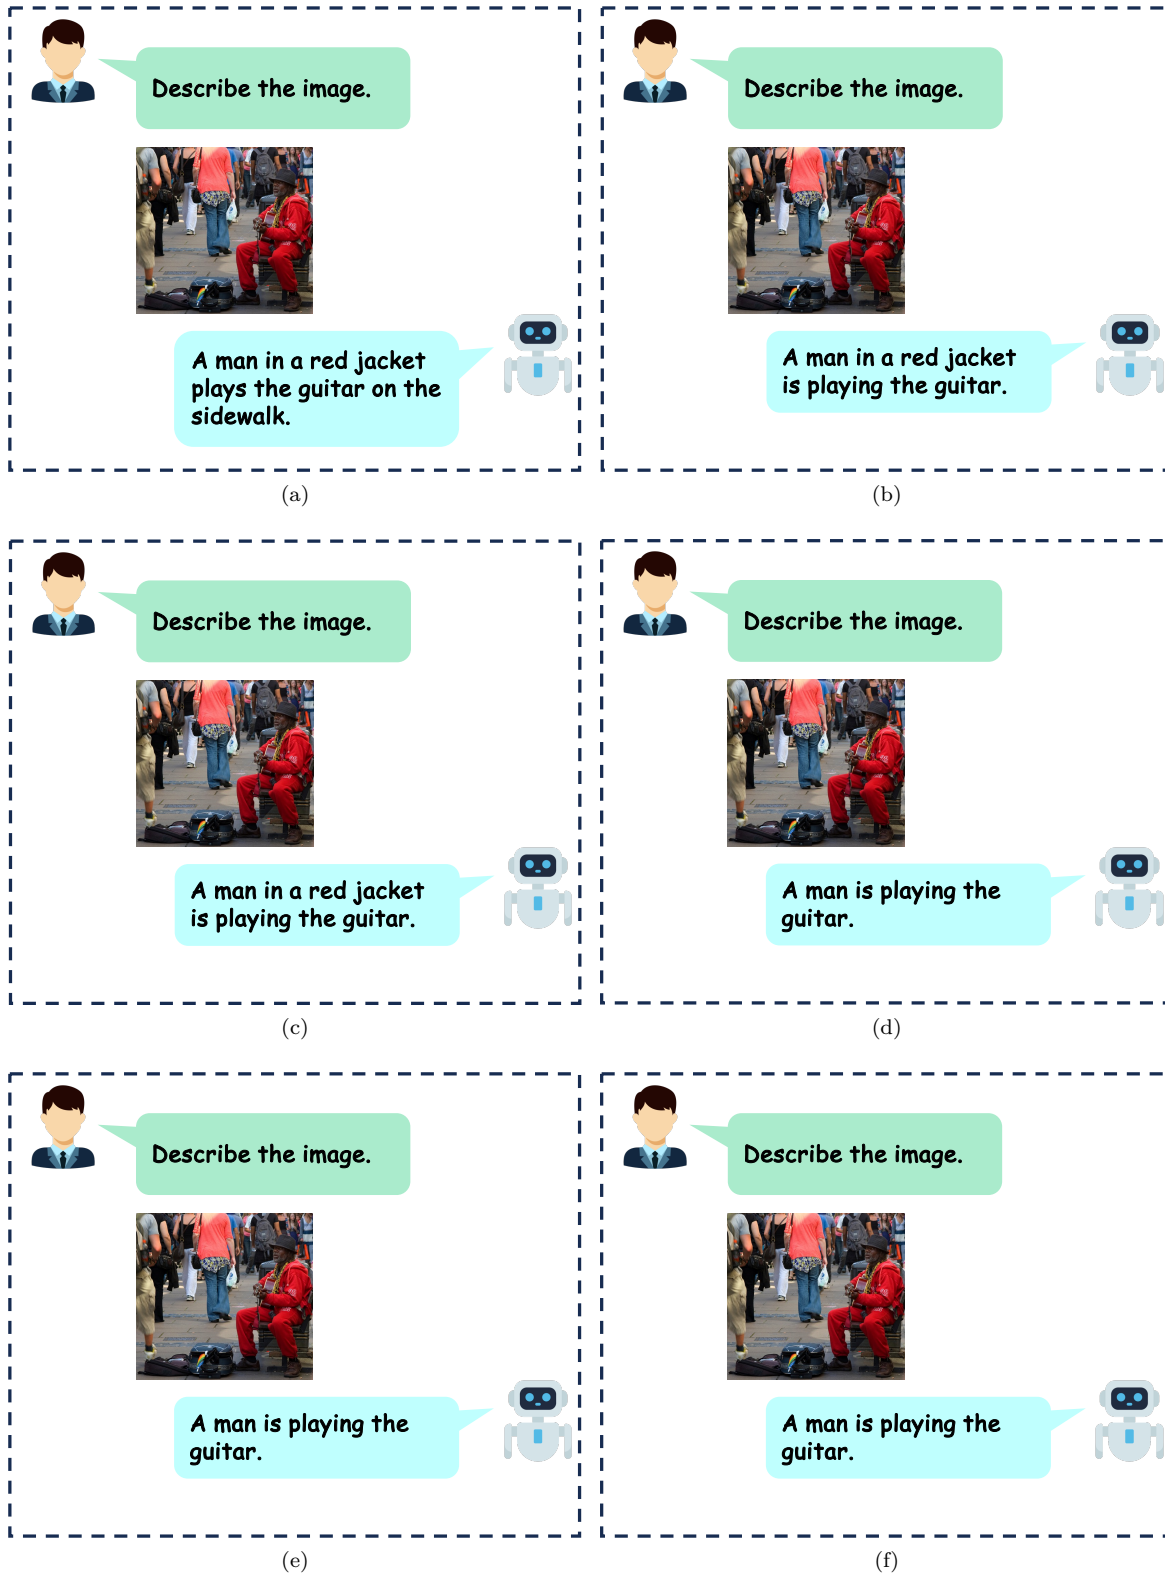 Describe the image.
A man in a red jacket
plays the guitar on the
sidewalk.
(a)
Describe the image.
A man in a red jacket
is playing the guitar.
(b)
Describe the image.
A man in a red jacket
is playing the guitar.
(c)
Describe the image.
A man is playing the
guitar.
(d)
Describe the image.
A man is playing the
guitar.
(e)
Describe the image.
A man is playing the
guitar.
(f)